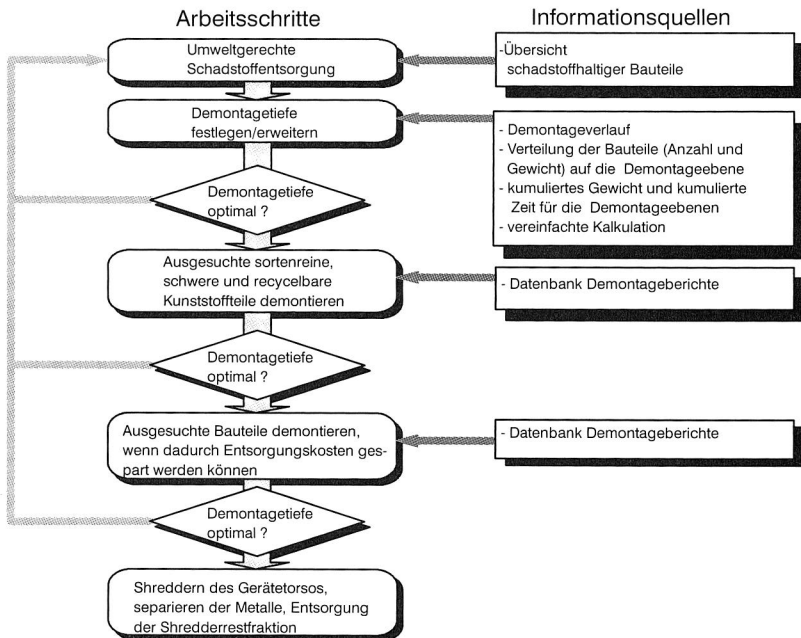 Arbeitsschritte
Informationsquellen
Umweltgerechte
Schadstoffentsorgung
-Übersicht
schadstoffhaltiger Bauteile
Demontagetiefe
festlegen/erweitern
- Demontageverlauf
- Verteilung der Bauteile (Anzahl und
Gewicht) auf die Demontageebene
- kumuliertes Gewicht und kumulierte
Zeit für die Demontageebenen
- vereinfachte Kalkulation
Demontagetiefe
optimal ?
Ausgesuchte sortenreine,
schwere und recycelbare
Kunststoffteile demontieren
- Datenbank Demontageberichte
Demontagetiefe
optimal ?
Ausgesuchte Bauteile demontieren,
wenn dadurch Entsorgungskosten ges-
part werden können
- Datenbank Demontageberichte
Demontagetiefe
optimal ?
Shreddern des Gerätetorsos,
separieren der Metalle, Entsorgung
der Shredderrestfraktion